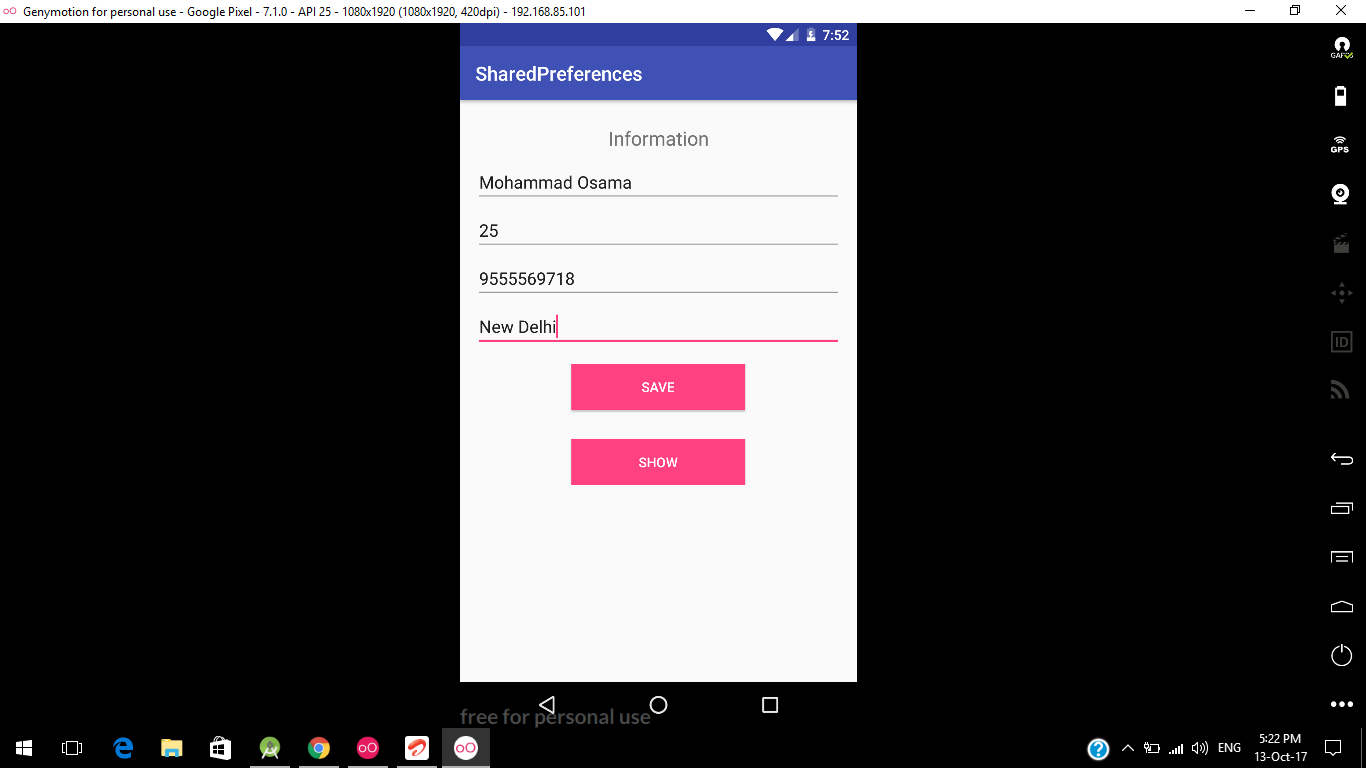 Genymotion for personal use - Google Pixel - 7.1.0 - API 25 - 1080x1920 (1080x1920, 420dpi) - 192.168.85.101
7:52
SharedPreferences
Information
Mohammad Osama
25
9555569718
New Delhi
SAVE
SHOW
free for personal use
GPS
ID
ENG
5:22 PM
13-Oct-17